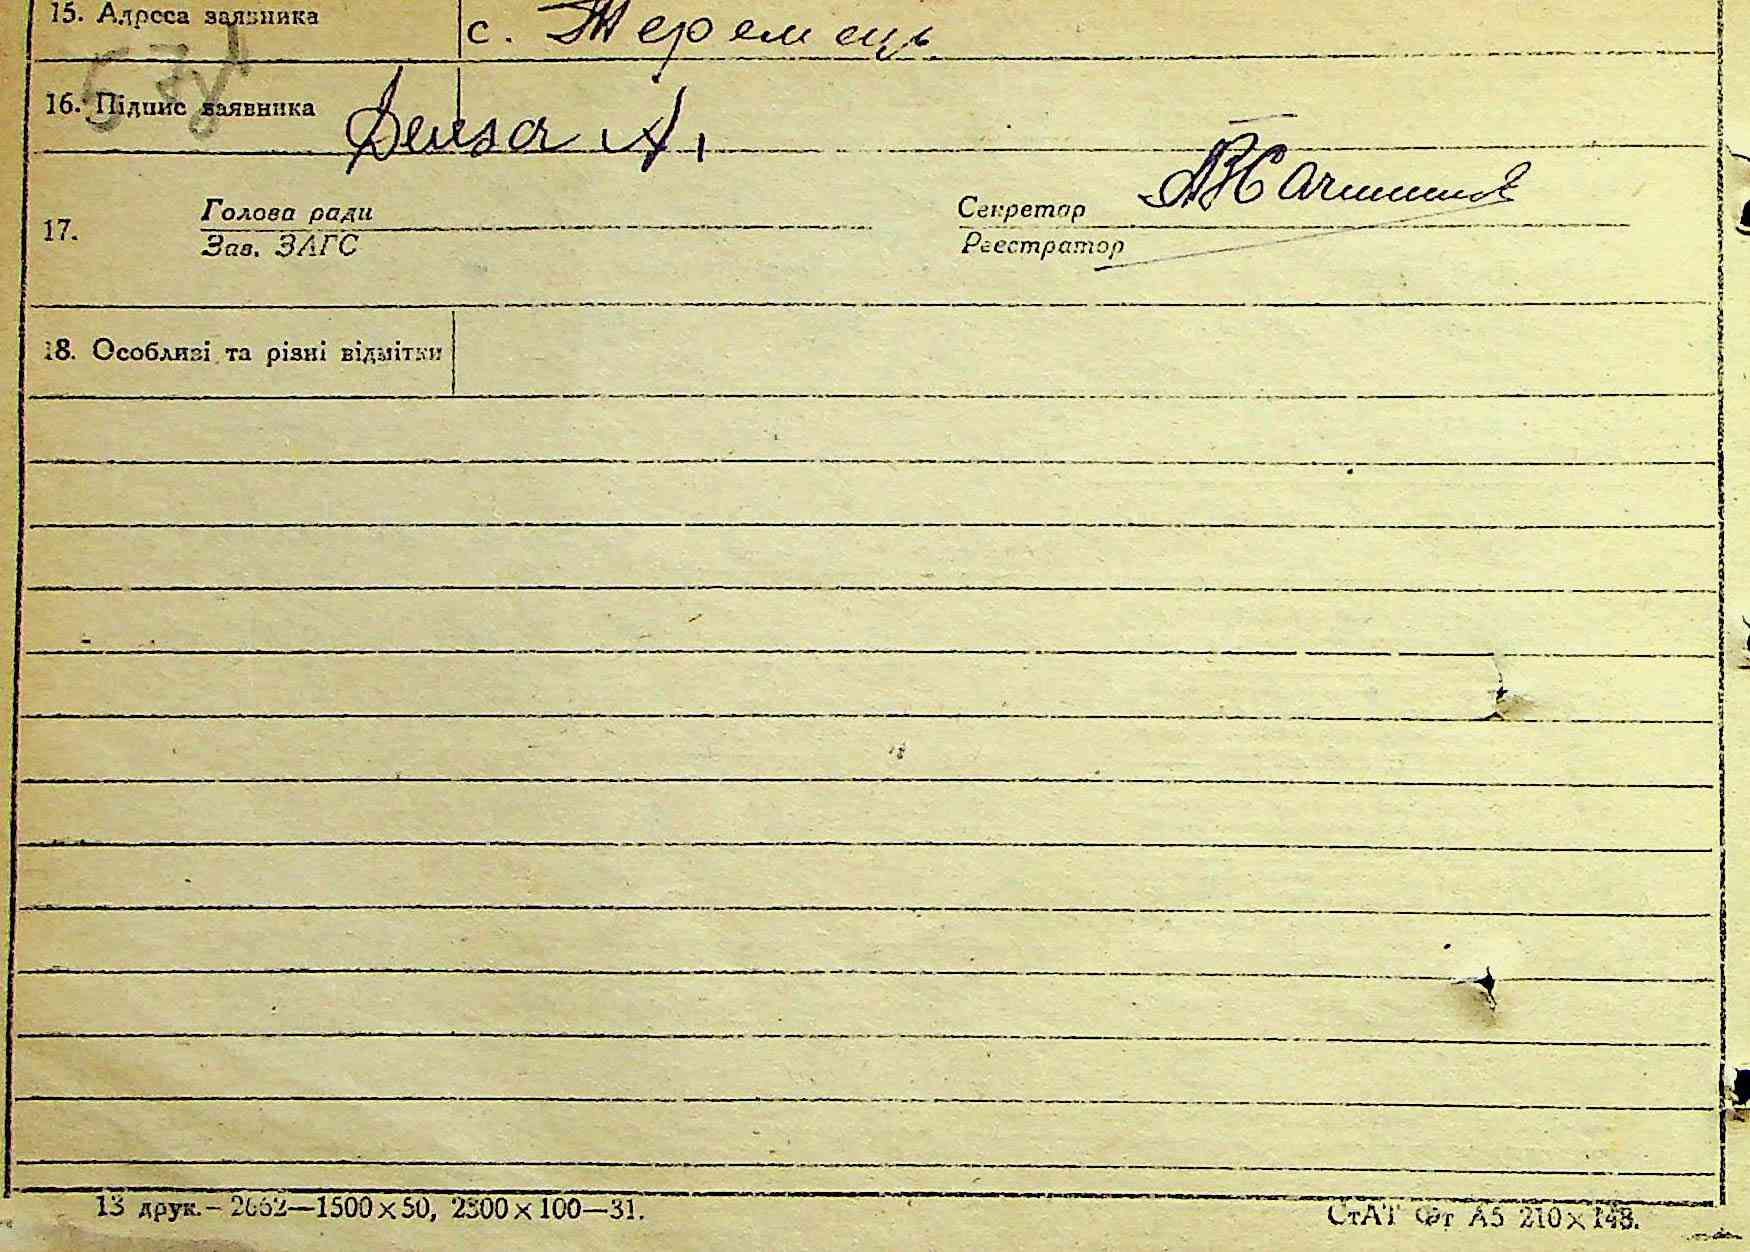 15. Адреса заявника с. Теремець
16. Підпис заявника
17. Голова ради Секретар
Зав. ЗАГС Реєстратор
18. Особливі та різні відмітки
13 друк.– 2662—1500×50, 2300×100—31. СтАТ Фт А5 210×148.